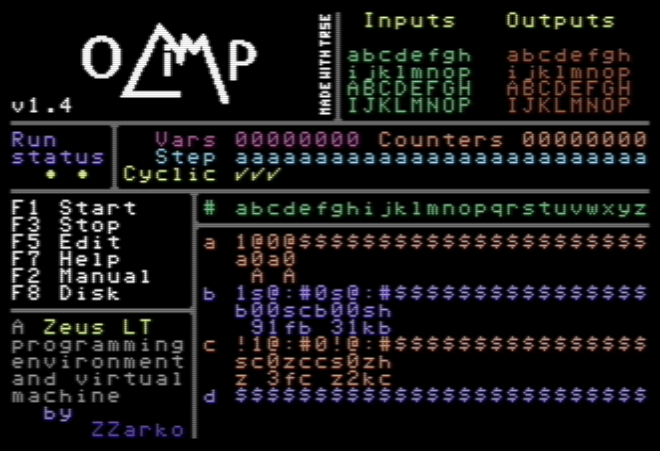 OLiMP
v1.4
MADE WITH TRSE
Inputs Outputs
abcdefgh abcdefgh
ijklmnop ijklmnop
ABCDEFGH ABCDEFGH
IJKLMNOP IJKLMNOP
Run
status
Vars 00000000 Counters 00000000
Step aaaaaaaaaaaaaaaaaaaaaaaaaa
Cyclic ✓✓✓
F1 Start
F3 Stop
F5 Edit
F7 Help
F2 Manual
F8 Disk
A Zeus LT
programming
environment
and virtual
machine
by
ZZarko
# abcdefghijklmnopqrstuvwxyz
a 1@0@$$$$$$$$$$$$$$$$$$$$$$
a0a0
A A
b 1s@:#0s@:#$$$$$$$$$$$$$$$$
b00scb00sh
91fb 31kb
c !1@:#0!@:#$$$$$$$$$$$$$$$$
sc0zccs0zh
z 3fc z2kc
d $$$$$$$$$$$$$$$$$$$$$$$$$$